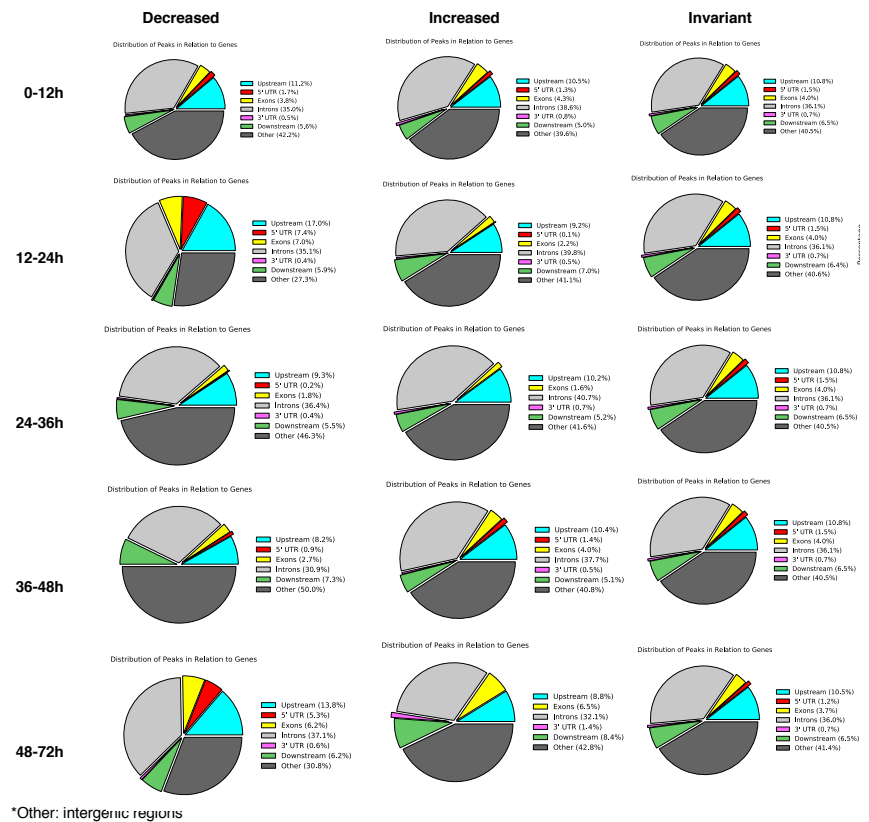 Decreased
Increased
Invariant
0-12h
Distribution of Peaks in Relation to Genes
Upstream (11.2%)
5' UTR (1.7%)
Exons (3.8%)
Introns (35.0%)
3' UTR (0.5%)
Downstream (5.6%)
Other (42.2%)
Distribution of Peaks in Relation to Genes
Upstream (10.5%)
5' UTR (1.3%)
Exons (4.3%)
Introns (38.6%)
3' UTR (0.8%)
Downstream (5.0%)
Other (39.6%)
Distribution of Peaks in Relation to Genes
Upstream (10.8%)
5' UTR (1.5%)
Exons (4.0%)
Introns (36.1%)
3' UTR (0.7%)
Downstream (6.5%)
Other (40.5%)
12-24h
Distribution of Peaks in Relation to Genes
Upstream (17.0%)
5' UTR (7.4%)
Exons (7.0%)
Introns (35.1%)
3' UTR (0.4%)
Downstream (5.9%)
Other (27.3%)
Distribution of Peaks in Relation to Genes
Upstream (9.2%)
5' UTR (0.1%)
Exons (2.2%)
Introns (39.8%)
3' UTR (0.5%)
Downstream (7.0%)
Other (41.1%)
Distribution of Peaks in Relation to Genes
Upstream (10.8%)
5' UTR (1.5%)
Exons (4.0%)
Introns (36.1%)
3' UTR (0.7%)
Downstream (6.4%)
Other (40.6%)
24-36h
Distribution of Peaks in Relation to Genes
Upstream (9.3%)
5' UTR (0.2%)
Exons (1.8%)
Introns (36.4%)
3' UTR (0.4%)
Downstream (5.5%)
Other (46.3%)
Distribution of Peaks in Relation to Genes
Upstream (10.2%)
Exons (1.6%)
Introns (40.7%)
3' UTR (0.7%)
Downstream (5.2%)
Other (41.6%)
Distribution of Peaks in Relation to Genes
Upstream (10.8%)
5' UTR (1.5%)
Exons (4.0%)
Introns (36.1%)
3' UTR (0.7%)
Downstream (6.5%)
Other (40.5%)
36-48h
Distribution of Peaks in Relation to Genes
Upstream (8.2%)
5' UTR (0.9%)
Exons (2.7%)
Introns (30.9%)
Downstream (7.3%)
Other (50.0%)
Distribution of Peaks in Relation to Genes
Upstream (10.4%)
5' UTR (1.4%)
Exons (4.0%)
Introns (37.7%)
3' UTR (0.5%)
Downstream (5.1%)
Other (40.8%)
Distribution of Peaks in Relation to Genes
Upstream (10.8%)
5' UTR (1.5%)
Exons (4.0%)
Introns (36.1%)
3' UTR (0.7%)
Downstream (6.5%)
Other (40.5%)
48-72h
Distribution of Peaks in Relation to Genes
Upstream (13.8%)
5' UTR (5.3%)
Exons (6.2%)
Introns (37.1%)
3' UTR (0.6%)
Downstream (6.2%)
Other (30.8%)
Distribution of Peaks in Relation to Genes
Upstream (8.8%)
Exons (6.5%)
Introns (32.1%)
3' UTR (1.4%)
Downstream (8.4%)
Other (42.8%)
Distribution of Peaks in Relation to Genes
Upstream (10.5%)
5' UTR (1.2%)
Exons (3.7%)
Introns (36.0%)
3' UTR (0.7%)
Downstream (6.5%)
Other (41.4%)
*Other: intergenic regions